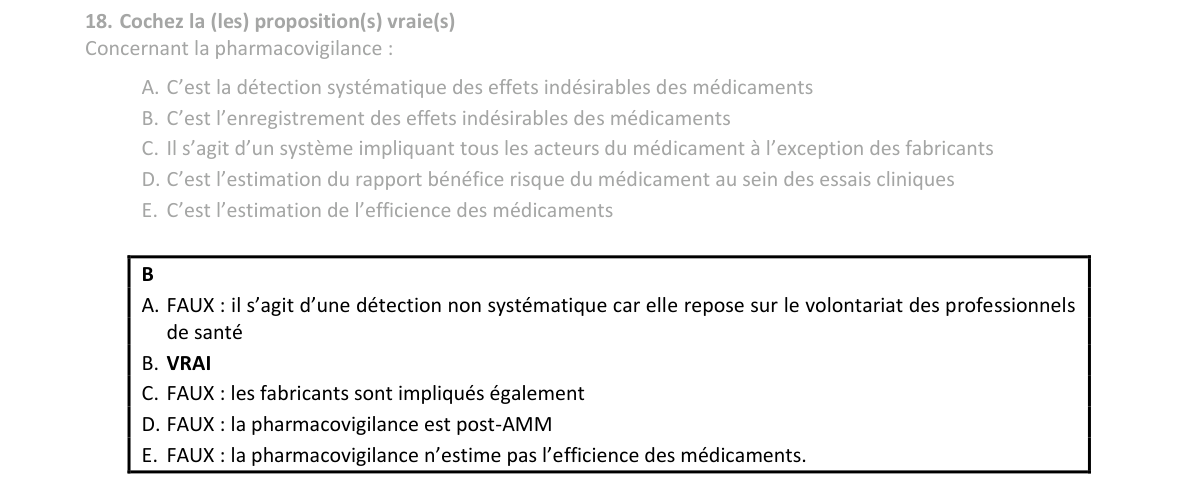 18. Cochez la (les) proposition(s) vraie(s)
Concernant la pharmacovigilance :
A. C’est la détection systématique des effets indésirables des médicaments
B. C’est l’enregistrement des effets indésirables des médicaments
C. Il s’agit d’un système impliquant tous les acteurs du médicament à l’exception des fabricants
D. C’est l’estimation du rapport bénéfice risque du médicament au sein des essais cliniques
E. C’est l’estimation de l’efficience des médicaments
B
A. FAUX : il s’agit d’une détection non systématique car elle repose sur le volontariat des professionnels
de santé
B. VRAI
C. FAUX : les fabricants sont impliqués également
D. FAUX : la pharmacovigilance est post-AMM
E. FAUX : la pharmacovigilance n’estime pas l’efficience des médicaments.